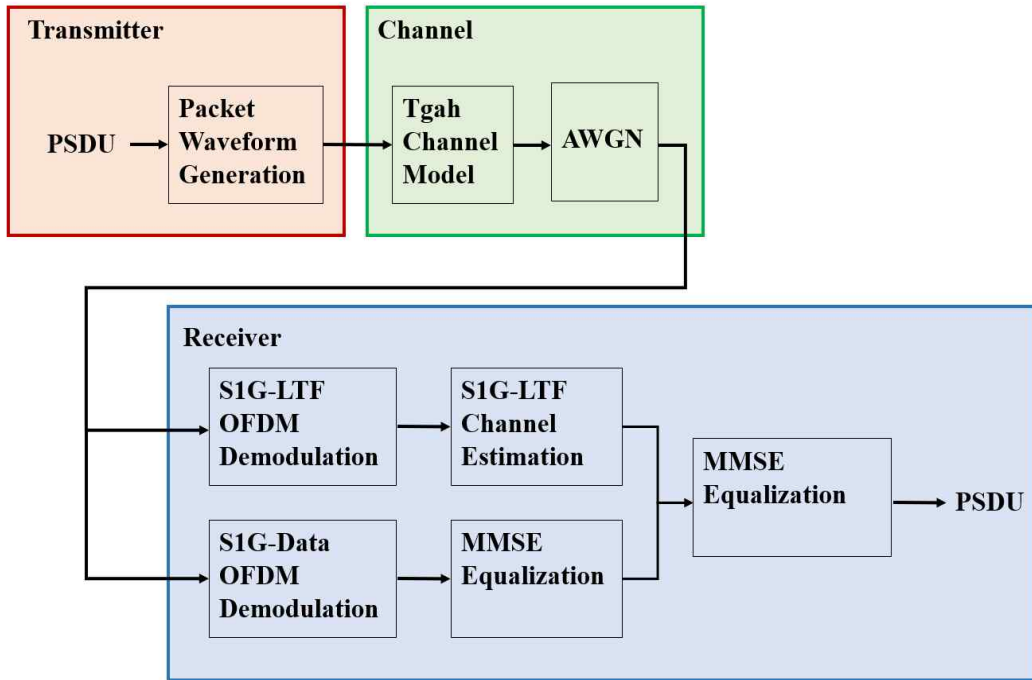 Transmitter
Channel
PSDU
Packet
Waveform
Generation
Tgah
Channel
Model
AWGN
Receiver
S1G-LTF
OFDM
Demodulation
S1G-LTF
Channel
Estimation
MMSE
Equalization
PSDU
S1G-Data
OFDM
Demodulation
MMSE
Equalization